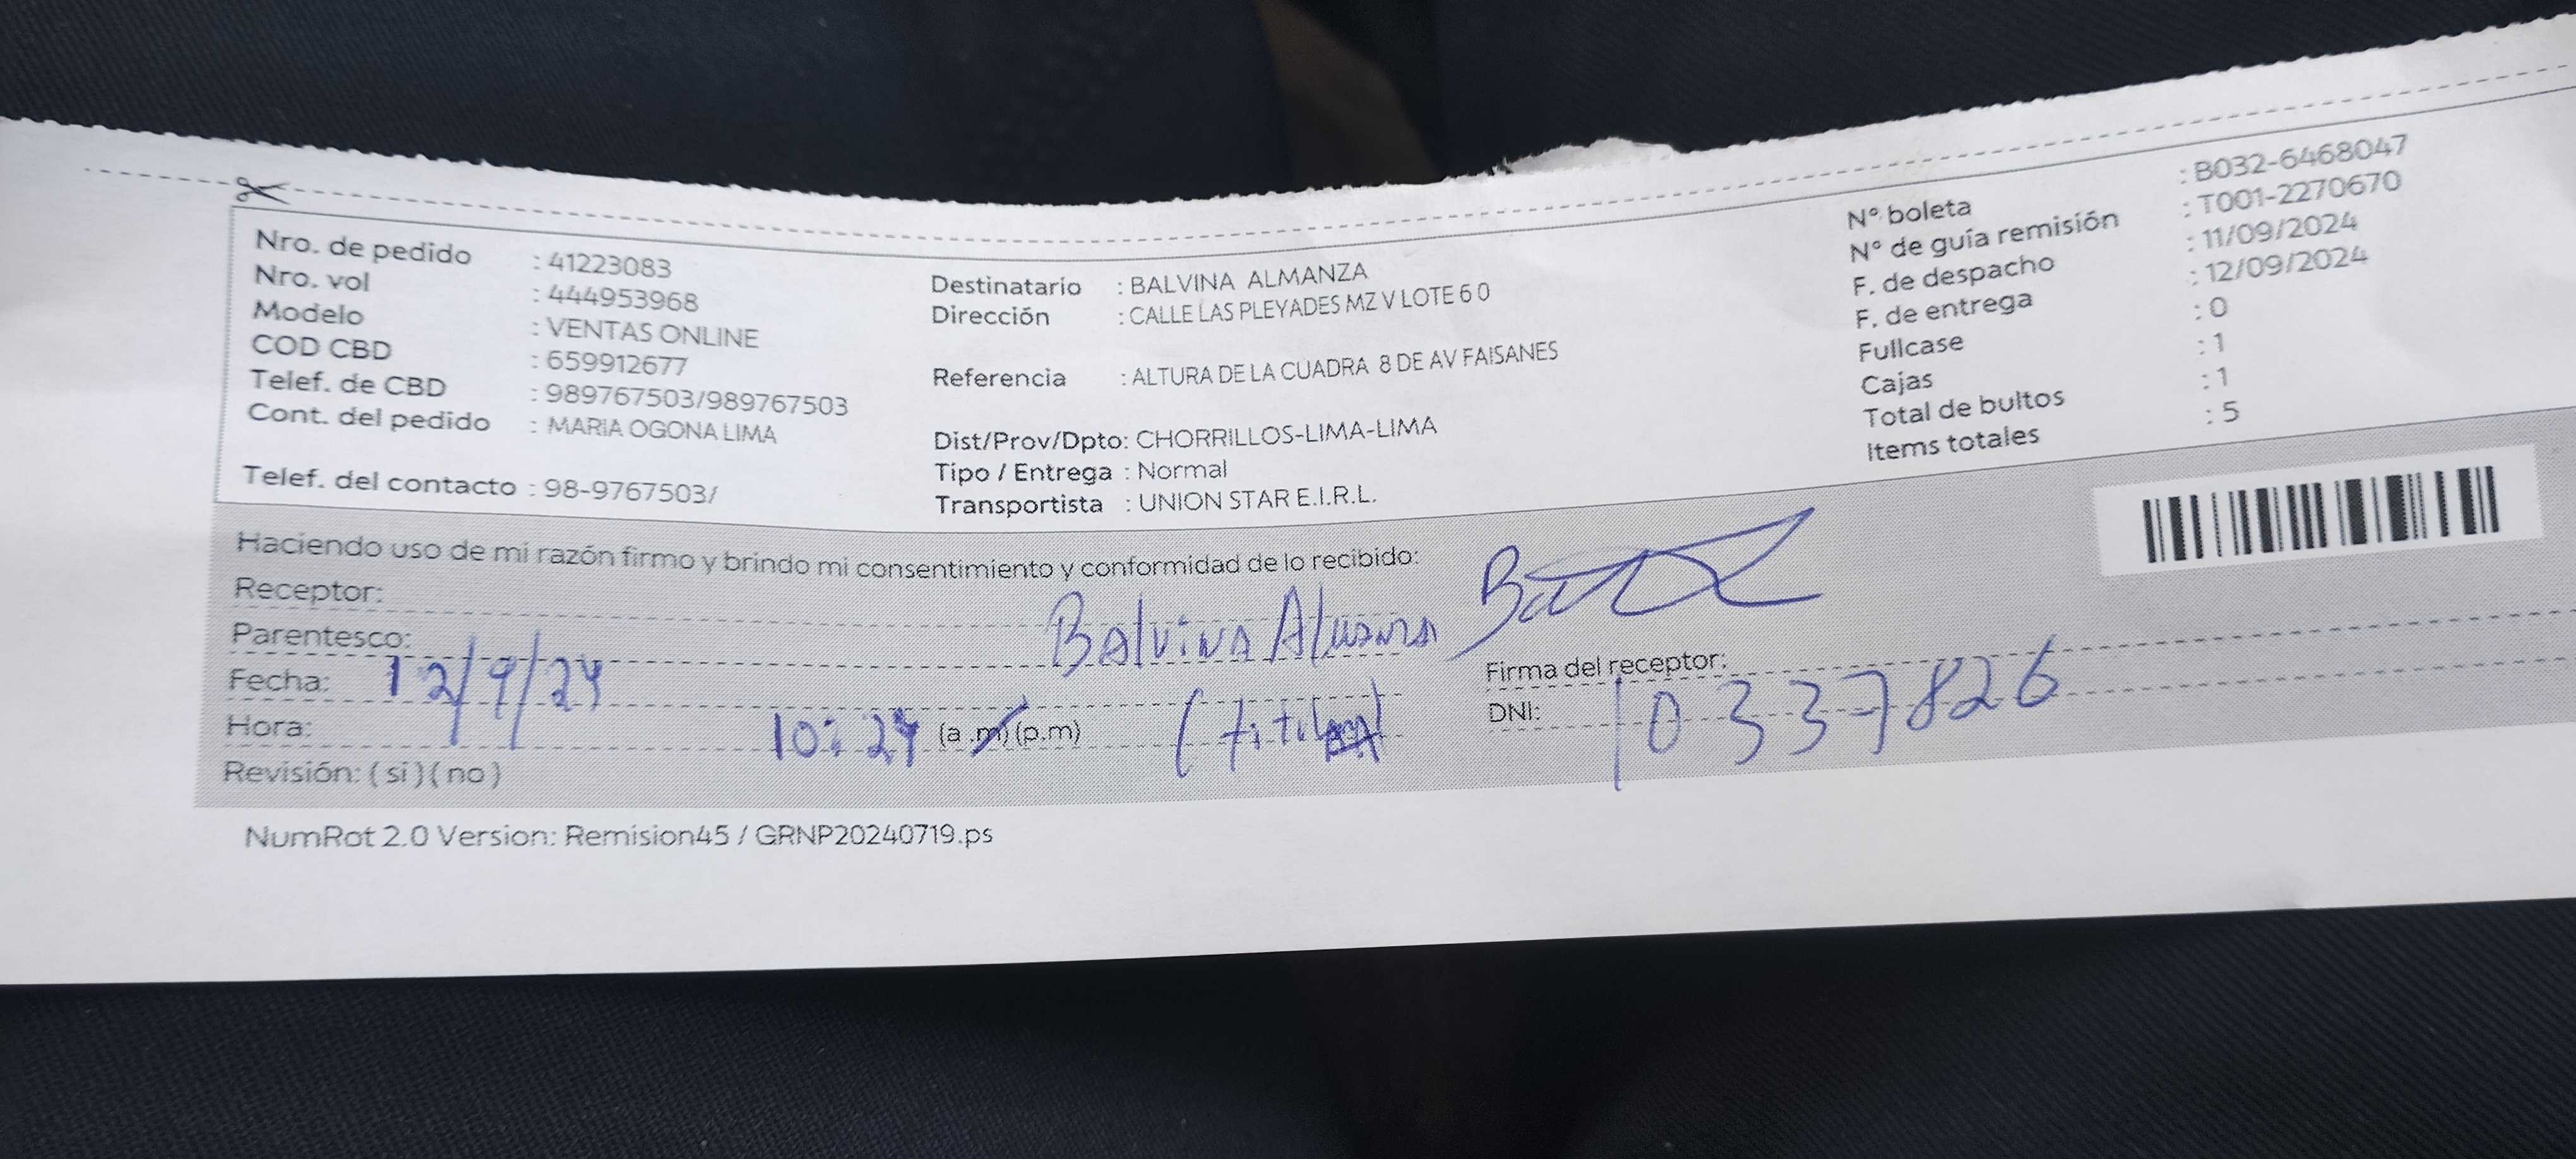 Nro. de pedido : 41223083
Nro. vol : 444953968
Modelo : VENTAS ONLINE
COD CBD : 659912677
Telef. de CBD : 989767503/989767503
Cont. del pedido : MARIA OGONA LIMA
Telef. del contacto : 98-9767503/
Destinatario : BALVINA ALMANZA
Dirección : CALLE LAS PLEYADES MZ V LOTE 6 0
Referencia : ALTURA DE LA CUADRA 8 DE AV FAISANES
Dist/Prov/Dpto: CHORRILLOS-LIMA-LIMA
Tipo / Entrega : Normal
Transportista : UNION STAR E.I.R.L.
N° boleta : B032-6468047
N° de guía remisión : T001-2270670
F. de despacho : 11/09/2024
F. de entrega : 12/09/2024
Fullcase : 0
Cajas : 1
Total de bultos : 1
Items totales : 5
Haciendo uso de mi razón firmo y brindo mi consentimiento y conformidad de lo recibido:
Receptor: Balvina Almanza
Parentesco:
Fecha: 12/9/24
Hora: 10:24 (a .m) (p.m) (titular)
Revisión: ( si ) ( no )
Firma del receptor:
DNI: 10337826
NumRot 2.0 Version: Remision45 / GRNP20240719.ps